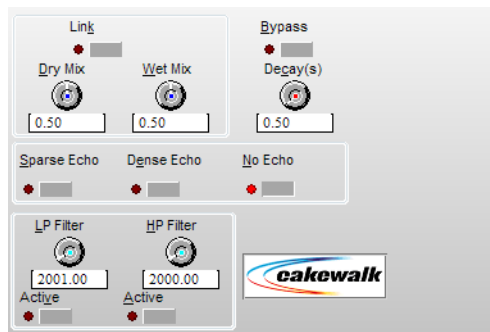 Link
Bypass
Dry Mix Wet Mix Decay(s)
0.50 0.50 0.50
Sparse Echo Dense Echo No Echo
LP Filter HP Filter
2001.00 2000.00
Active Active
cakewalk